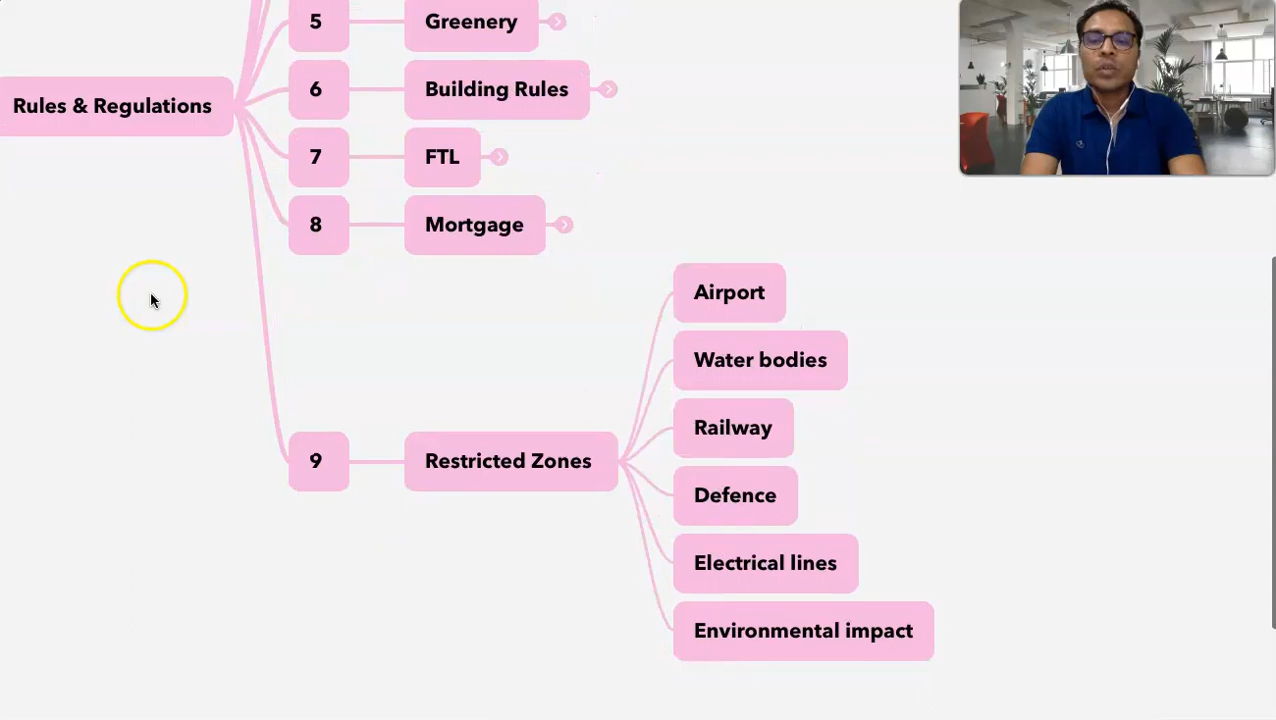 Rules & Regulations
5
Greenery
6
Building Rules
7
FTL
8
Mortgage
9
Restricted Zones
Airport
Water bodies
Railway
Defence
Electrical lines
Environmental impact